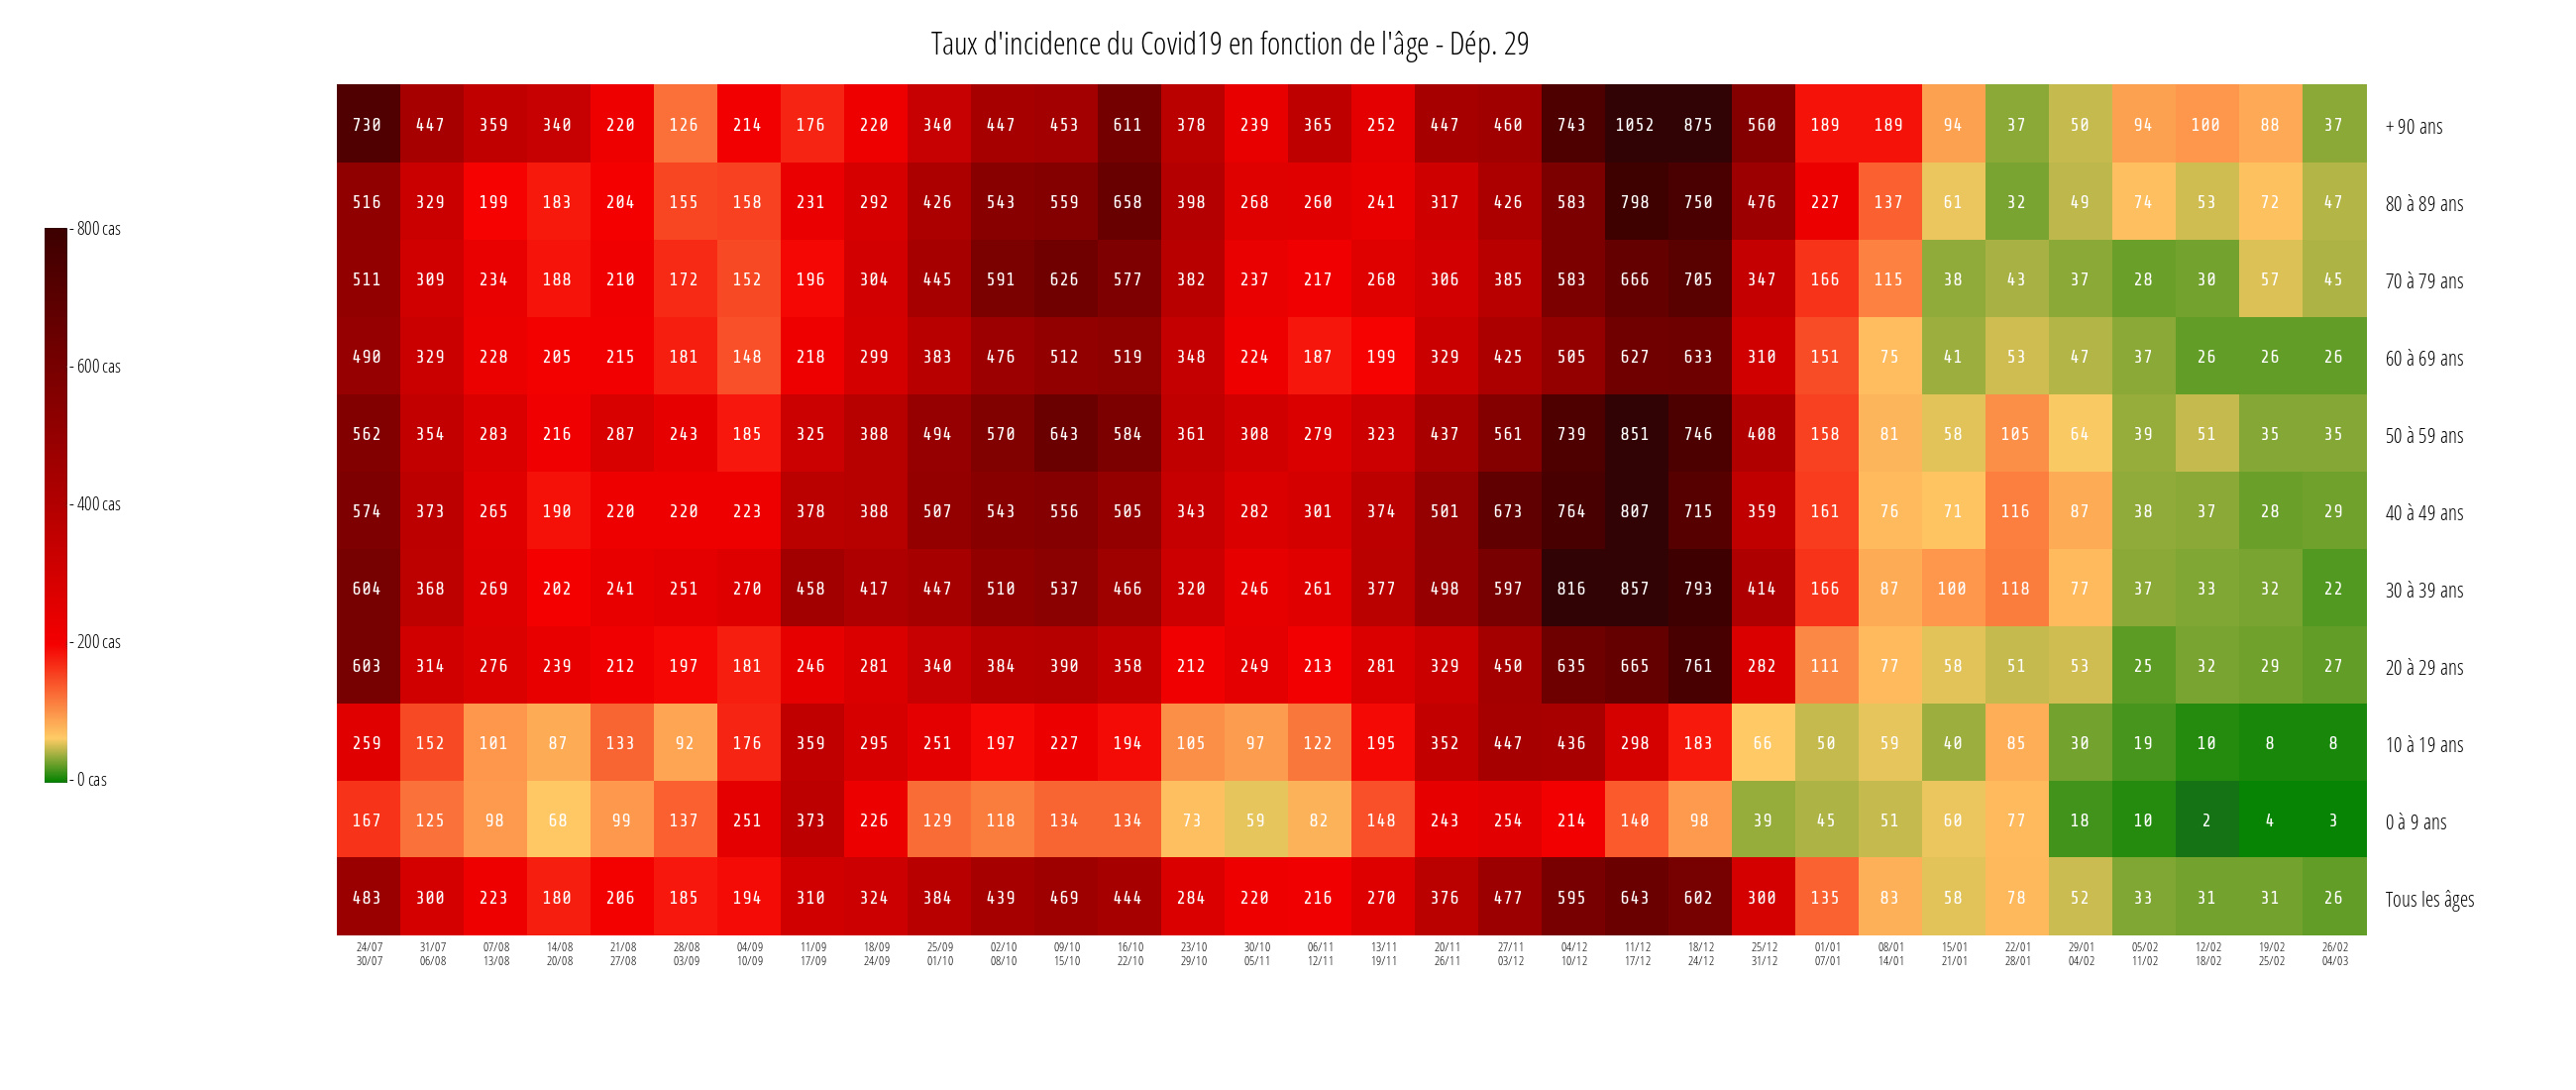 Taux d'incidence du Covid19 en fonction de l'âge - Dép. 29
- 800 cas
- 600 cas
- 400 cas
- 200 cas
- 0 cas
730 447 359 340 220 126 214 176 220 340 447 453 611 378 239 365 252 447 460 743 1052 875 560 189 189 94 37 50 94 100 88 37 + 90 ans
516 329 199 183 204 155 158 231 292 426 543 559 658 398 268 260 241 317 426 583 798 750 476 227 137 61 32 49 74 53 72 47 80 à 89 ans
511 309 234 188 210 172 152 196 304 445 591 626 577 382 237 217 268 306 385 583 666 705 347 166 115 38 43 37 28 30 57 45 70 à 79 ans
490 329 228 205 215 181 148 218 299 383 476 512 519 348 224 187 199 329 425 505 627 633 310 151 75 41 53 47 37 26 26 26 60 à 69 ans
562 354 283 216 287 243 185 325 388 494 570 643 584 361 308 279 323 437 561 739 851 746 408 158 81 58 105 64 39 51 35 35 50 à 59 ans
574 373 265 190 220 220 223 378 388 507 543 556 505 343 282 301 374 501 673 764 807 715 359 161 76 71 116 87 38 37 28 29 40 à 49 ans
604 368 269 202 241 251 270 458 417 447 510 537 466 320 246 261 377 498 597 816 857 793 414 166 87 100 118 77 37 33 32 22 30 à 39 ans
603 314 276 239 212 197 181 246 281 340 384 390 358 212 249 213 281 329 450 635 665 761 282 111 77 58 51 53 25 32 29 27 20 à 29 ans
259 152 101 87 133 92 176 359 295 251 197 227 194 105 97 122 195 352 447 436 298 183 66 50 59 40 85 30 19 10 8 8 10 à 19 ans
167 125 98 68 99 137 251 373 226 129 118 134 134 73 59 82 148 243 254 214 140 98 39 45 51 60 77 18 10 2 4 3 0 à 9 ans
483 300 223 180 206 185 194 310 324 384 439 469 444 284 220 216 270 376 477 595 643 602 300 135 83 58 78 52 33 31 31 26 Tous les âges
24/07 31/07 07/08 14/08 21/08 28/08 04/09 11/09 18/09 25/09 02/10 09/10 16/10 23/10 30/10 06/11 13/11 20/11 27/11 04/12 11/12 18/12 25/12 01/01 08/01 15/01 22/01 29/01 05/02 12/02 19/02 26/02
30/07 06/08 13/08 20/08 27/08 03/09 10/09 17/09 24/09 01/10 08/10 15/10 22/10 29/10 05/11 12/11 19/11 26/11 03/12 10/12 17/12 24/12 31/12 07/01 14/01 21/01 28/01 04/02 11/02 18/02 25/02 04/03